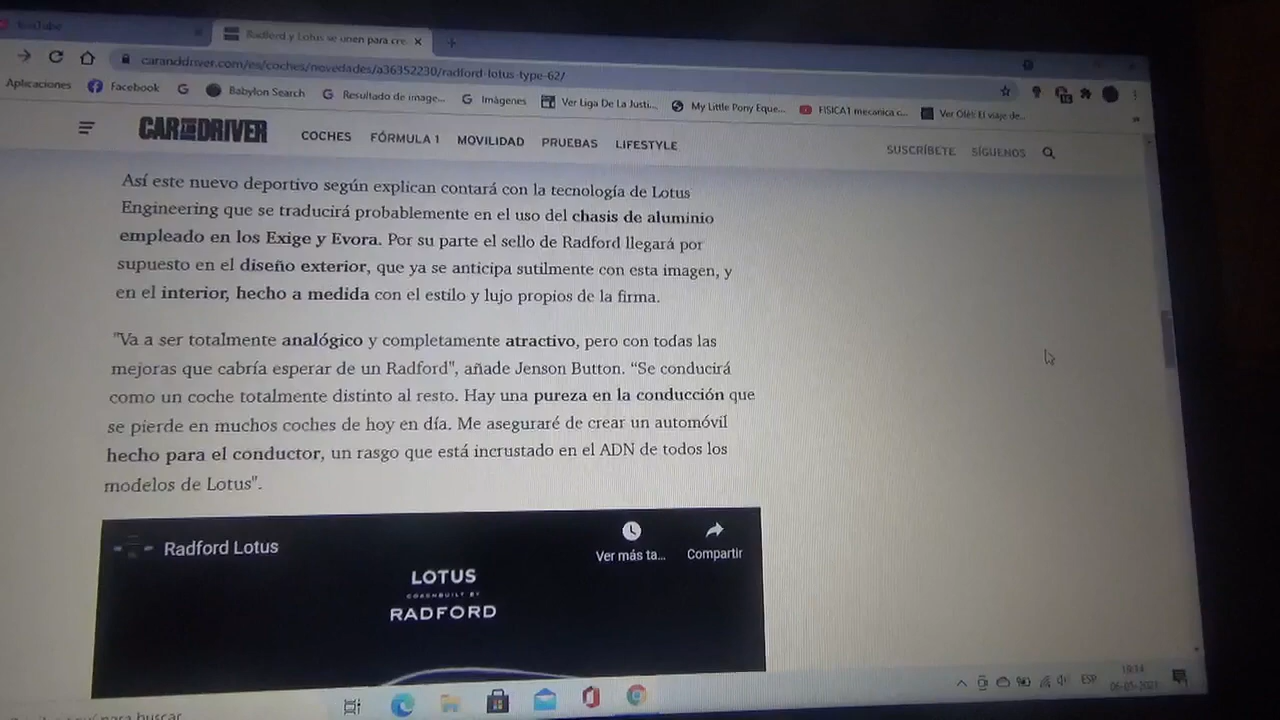 YouTube
Radford y Lotus se unen para cre
caranddriver.com/es/coches/novedades/a36352230/radford-lotus-type-62/
Aplicaciones Facebook Babylon Search Resultado de image... Imágenes Ver Liga De La Justi... My Little Pony Eque... FISICA1 mecanica c... Ver Olé! El viaje de...
CAR AND DRIVER COCHES FÓRMULA 1 MOVILIDAD PRUEBAS LIFESTYLE SUSCRÍBETE SÍGUENOS
Así este nuevo deportivo según explican contará con la tecnología de Lotus
Engineering que se traducirá probablemente en el uso del chasis de aluminio
empleado en los Exige y Evora. Por su parte el sello de Radford llegará por
supuesto en el diseño exterior, que ya se anticipa sutilmente con esta imagen, y
en el interior, hecho a medida con el estilo y lujo propios de la firma.
"Va a ser totalmente analógico y completamente atractivo, pero con todas las
mejoras que cabría esperar de un Radford", añade Jenson Button. “Se conducirá
como un coche totalmente distinto al resto. Hay una pureza en la conducción que
se pierde en muchos coches de hoy en día. Me aseguraré de crear un automóvil
hecho para el conductor, un rasgo que está incrustado en el ADN de todos los
modelos de Lotus".
Radford Lotus
Ver más ta... Compartir
LOTUS
COACHBUILT BY
RADFORD
ESP
19:14
06-05-2021
para buscar